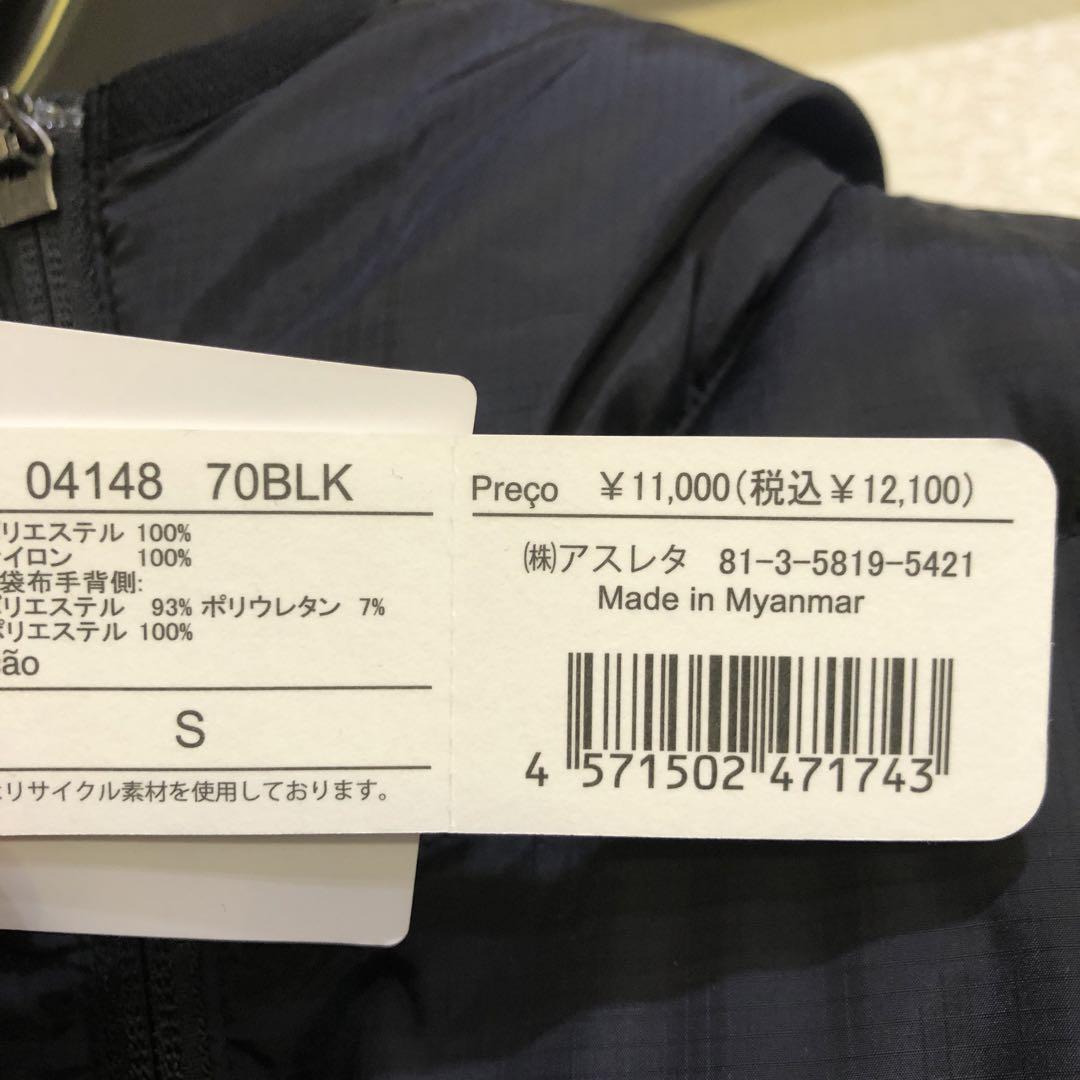 04148 70BLK
リエステル 100%
イロン 100%
袋布手背側:
リエステル 93% ポリウレタン 7%
ポリエステル 100%
ão
S
リサイクル素材を使用しております。
Preço ￥11,000(税込￥12,100)
㈱アスレタ 81-3-5819-5421
Made in Myanmar
4 571502 471743